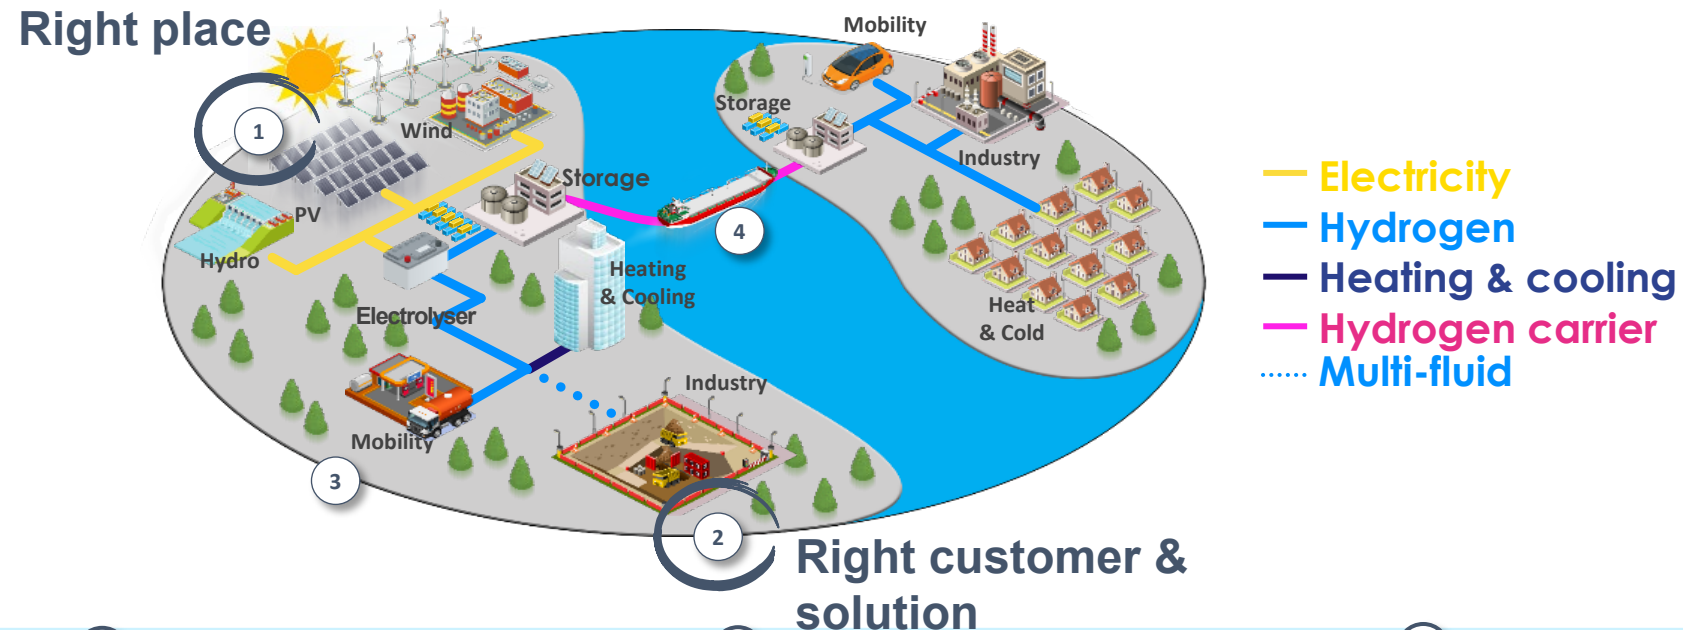 Right place
Mobility
Storage
1
Wind
Industry
Storage
PV
4
Hydro
Heating
& Cooling
Heat
& Cold
Electrolyser
Industry
Mobility
3
2
Right customer &
solution
Electricity
Hydrogen
Heating & cooling
Hydrogen carrier
Multi-fluid